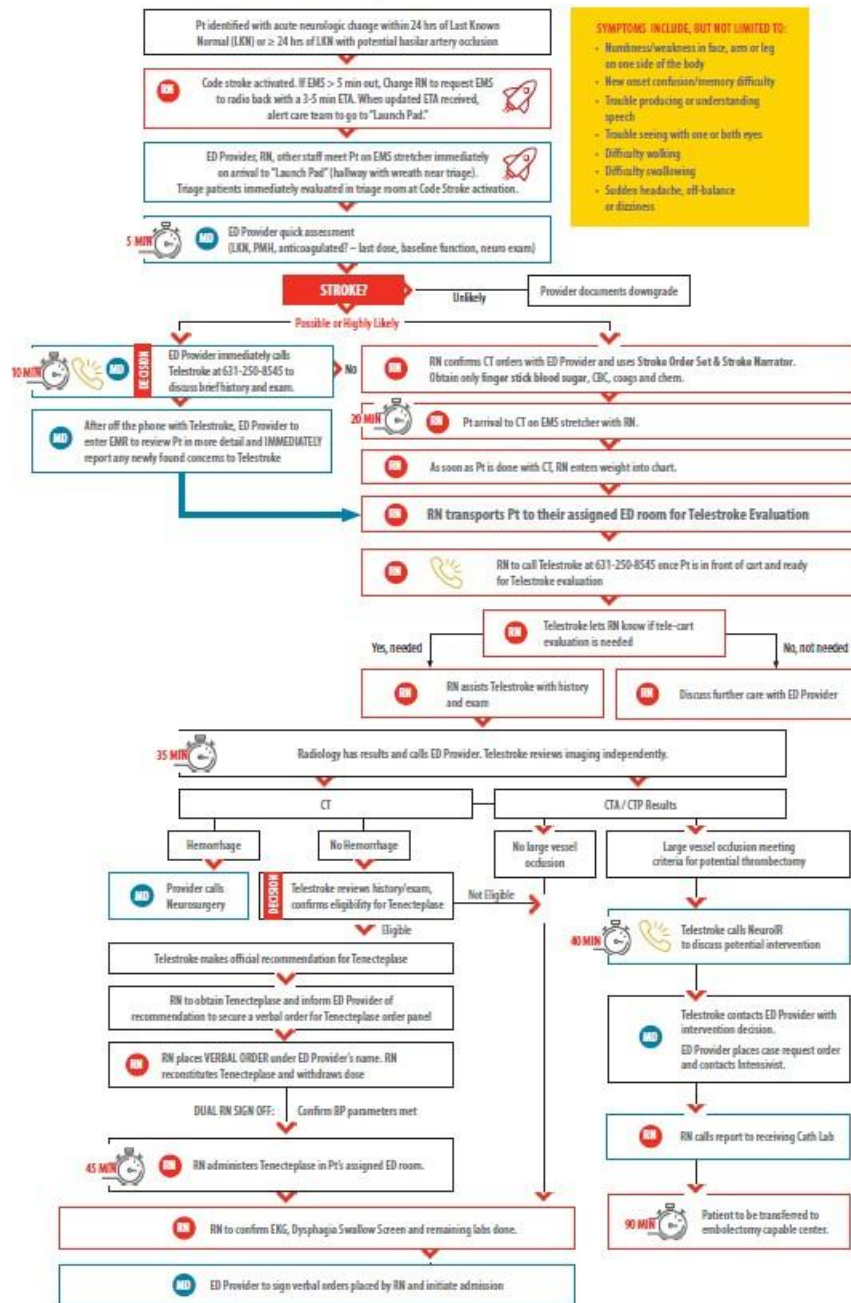 Pt identified with acute neurologic change within 24 hrs of Last Known
Normal (LKN) or ≥ 24 hrs of LKN with potential basilar artery occlusion
SYMPTOMS INCLUDE, BUT NOT LIMITED TO:
• Numbness/weakness in face, arm or leg
on one side of the body
• New onset confusion/memory difficulty
• Trouble producing or understanding
speech
• Trouble seeing with one or both eyes
• Difficulty walking
• Difficulty swallowing
• Sudden headache, off-balance
or dizziness
RN
Code stroke activated. If EMS > 5 min out, Charge RN to request EMS
to radio back with a 3-5 min ETA. When updated ETA received,
alert care team to go to "Launch Pad."
ED Provider, RN, other staff meet Pt on EMS stretcher immediately
on arrival to "Launch Pad" (hallway with wreath near triage).
Triage patients immediately evaluated in triage room at Code Stroke activation.
5 MIN
MD
ED Provider quick assessment
(LKN, PMH, anticoagulated? – last dose, baseline function, neuro exam)
STROKE?
Unlikely
Provider documents downgrade
Possible or Highly Likely
10 MIN
MD
DECISION
ED Provider immediately calls
Telestroke at 631-250-8545 to
discuss brief history and exam.
No
RN
RN confirms CT orders with ED Provider and uses Stroke Order Set & Stroke Narrator.
Obtain only finger stick blood sugar, CBC, coags and chem.
MD
After off the phone with Telestroke, ED Provider to
enter EMR to review Pt in more detail and IMMEDIATELY
report any newly found concerns to Telestroke
20 MIN
RN
Pt arrival to CT on EMS stretcher with RN.
RN
As soon as Pt is done with CT, RN enters weight into chart.
RN
RN transports Pt to their assigned ED room for Telestroke Evaluation
RN
RN to call Telestroke at 631-250-8545 once Pt is in front of cart and ready
for Telestroke evaluation
RN
Telestroke lets RN know if tele-cart
evaluation is needed
Yes, needed
No, not needed
RN
RN assists Telestroke with history
and exam
RN
Discuss further care with ED Provider
35 MIN
Radiology has results and calls ED Provider. Telestroke reviews imaging independently.
CT
CTA / CTP Results
Hemorrhage
No Hemorrhage
No large vessel
occlusion
Large vessel occlusion meeting
criteria for potential thrombectomy
MD
Provider calls
Neurosurgery
DECISION
Telestroke reviews history/exam,
confirms eligibility for Tenecteplase
Not Eligible
Eligible
40 MIN
Telestroke calls NeuroIR
to discuss potential intervention
Telestroke makes official recommendation for Tenecteplase
RN to obtain Tenecteplase and inform ED Provider of
recommendation to secure a verbal order for Tenecteplase order panel
MD
Telestroke contacts ED Provider with
intervention decision.
ED Provider places case request order
and contacts Intensivist.
RN
RN places VERBAL ORDER under ED Provider's name. RN
reconstitutes Tenecteplase and withdraws dose
DUAL RN SIGN OFF:
Confirm BP parameters met
RN
RN calls report to receiving Cath Lab
45 MIN
RN
RN administers Tenecteplase in Pt's assigned ED room.
90 MIN
Patient to be transferred to
embolectomy capable center.
RN
RN to confirm EKG, Dysphagia Swallow Screen and remaining labs done.
MD
ED Provider to sign verbal orders placed by RN and initiate admission